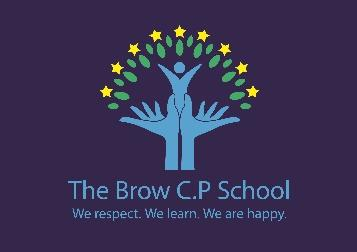 The Brow C.P School
We respect. We learn. We are happy.